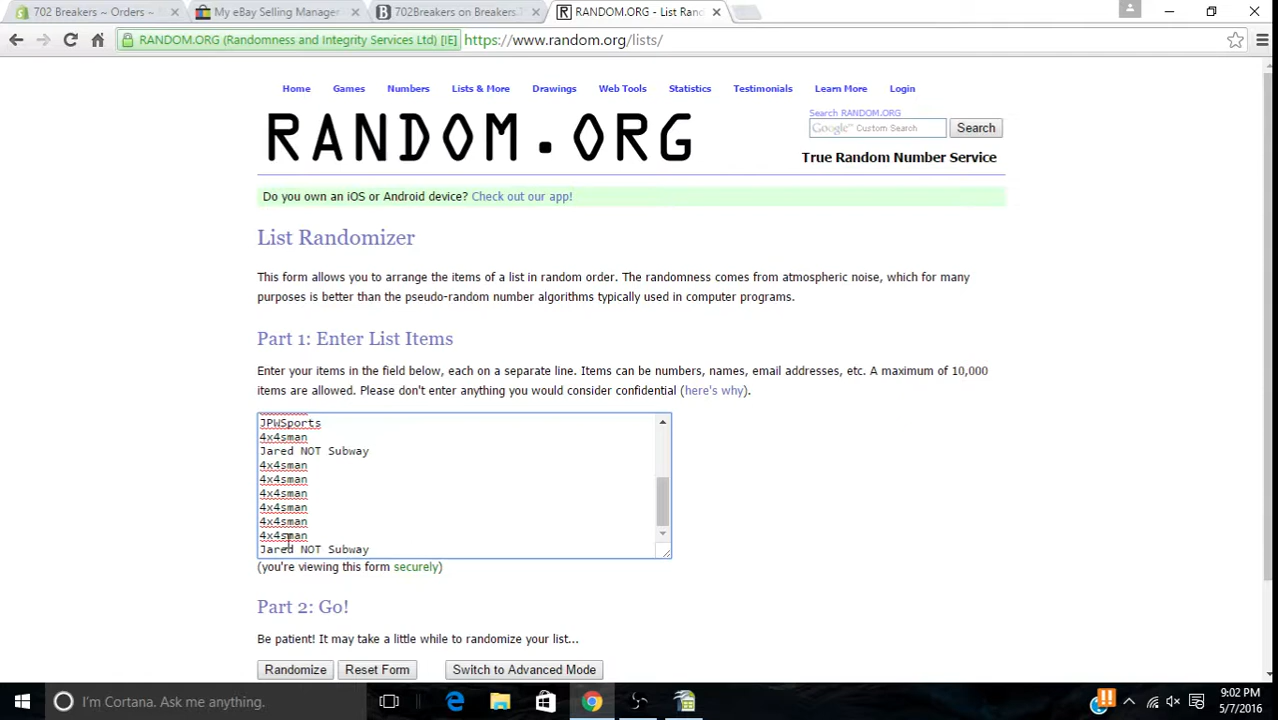 702 Breakers ~ Orders ~
My eBay Selling Manager
702Breakers on Breakers.T
RANDOM.ORG - List Rand
RANDOM.ORG (Randomness and Integrity Services Ltd) [IE]
https://www.random.org/lists/
Home Games Numbers Lists & More Drawings Web Tools Statistics Testimonials Learn More Login
RANDOM.ORG
Search RANDOM.ORG
Google™ Custom Search
Search
True Random Number Service
Do you own an iOS or Android device? Check out our app!
List Randomizer
This form allows you to arrange the items of a list in random order. The randomness comes from atmospheric noise, which for many
purposes is better than the pseudo-random number algorithms typically used in computer programs.
Part 1: Enter List Items
Enter your items in the field below, each on a separate line. Items can be numbers, names, email addresses, etc. A maximum of 10,000
items are allowed. Please don't enter anything you would consider confidential (here's why).
JPWSports
4x4sman
Jared NOT Subway
4x4sman
4x4sman
4x4sman
4x4sman
4x4sman
4x4sman
Jared NOT Subway
(you're viewing this form securely)
Part 2: Go!
Be patient! It may take a little while to randomize your list...
Randomize Reset Form Switch to Advanced Mode
I'm Cortana. Ask me anything.
9:02 PM
5/7/2016